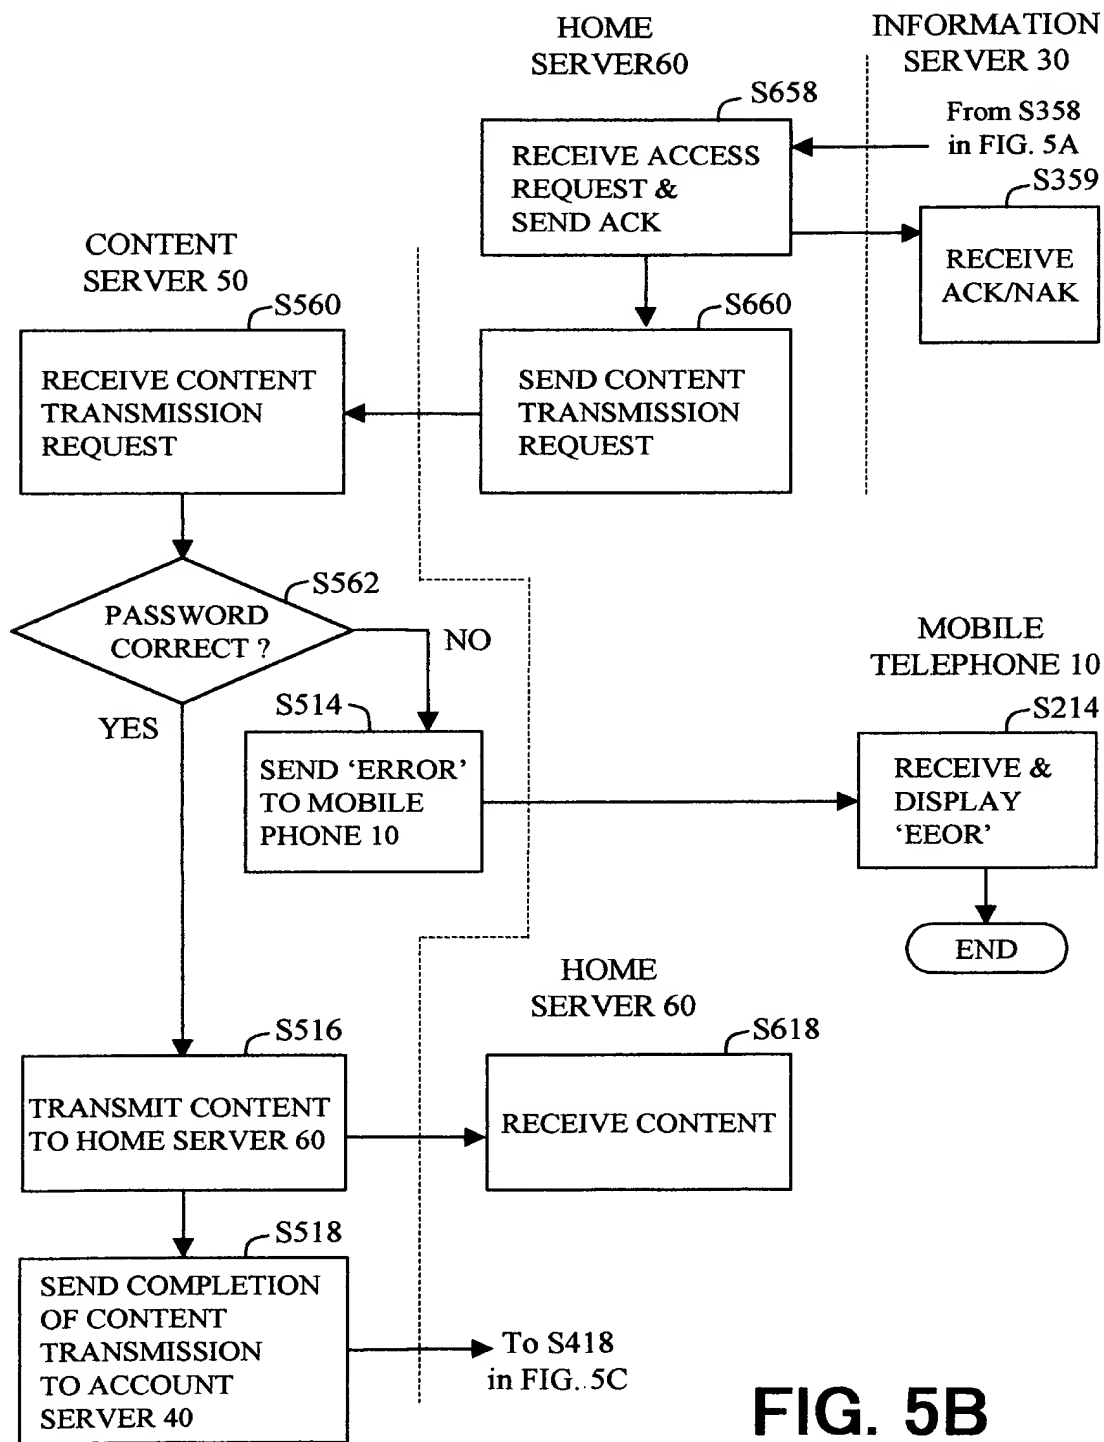 HOME
SERVER60
INFORMATION
SERVER 30
S658
From S358
in FIG. 5A
RECEIVE ACCESS
REQUEST &
SEND ACK
S359
RECEIVE
ACK/NAK
CONTENT
SERVER 50
S560
RECEIVE CONTENT
TRANSMISSION
REQUEST
S660
SEND CONTENT
TRANSMISSION
REQUEST
S562
PASSWORD
CORRECT ?
NO
YES
MOBILE
TELEPHONE 10
S514
SEND ‘ERROR’
TO MOBILE
PHONE 10
S214
RECEIVE &
DISPLAY
‘EEOR’
END
HOME
SERVER 60
S516
TRANSMIT CONTENT
TO HOME SERVER 60
S618
RECEIVE CONTENT
S518
SEND COMPLETION
OF CONTENT
TRANSMISSION
TO ACCOUNT
SERVER 40
To S418
in FIG. 5C
FIG. 5B